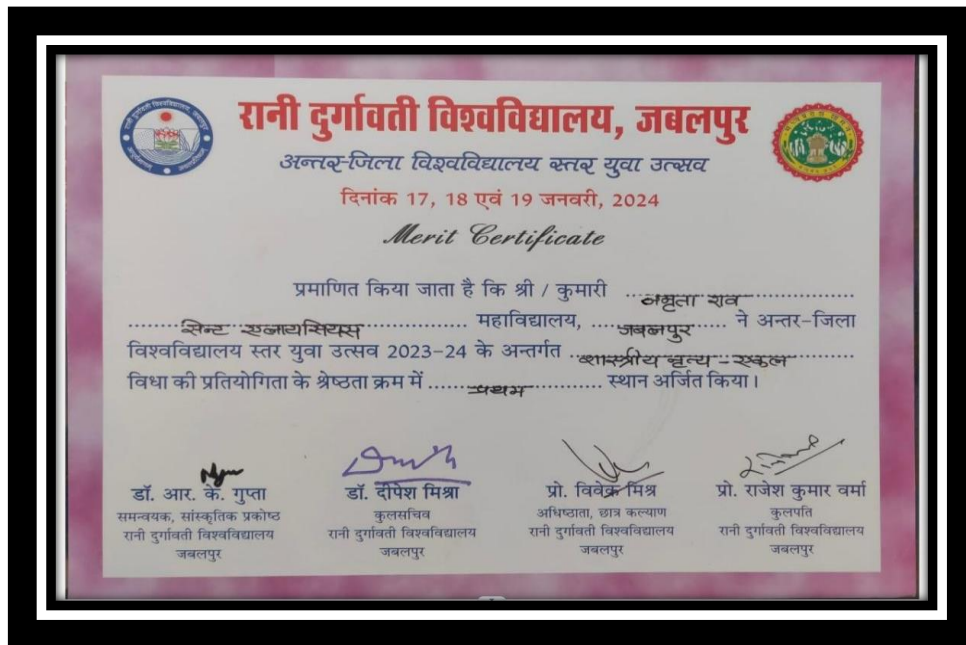 रानी दुर्गावती विश्वविद्यालय, जबलपुर
अन्तर-जिला विश्वविद्यालय स्तर युवा उत्सव
दिनांक 17, 18 एवं 19 जनवरी, 2024
Merit Certificate
प्रमाणित किया जाता है कि श्री / कुमारी नम्रता राव
सेन्ट एलायसियस महाविद्यालय, जबलपुर ने अन्तर-जिला
विश्वविद्यालय स्तर युवा उत्सव 2023-24 के अन्तर्गत शास्त्रीय नृत्य - एकल
विधा की प्रतियोगिता के श्रेष्ठता क्रम में प्रथम स्थान अर्जित किया।
डॉ. आर. के. गुप्ता डॉ. दीपेश मिश्रा प्रो. विवेक मिश्र प्रो. राजेश कुमार वर्मा
समन्वयक, सांस्कृतिक प्रकोष्ठ कुलसचिव अधिष्ठाता, छात्र कल्याण कुलपति
रानी दुर्गावती विश्वविद्यालय रानी दुर्गावती विश्वविद्यालय रानी दुर्गावती विश्वविद्यालय रानी दुर्गावती विश्वविद्यालय
जबलपुर जबलपुर जबलपुर जबलपुर